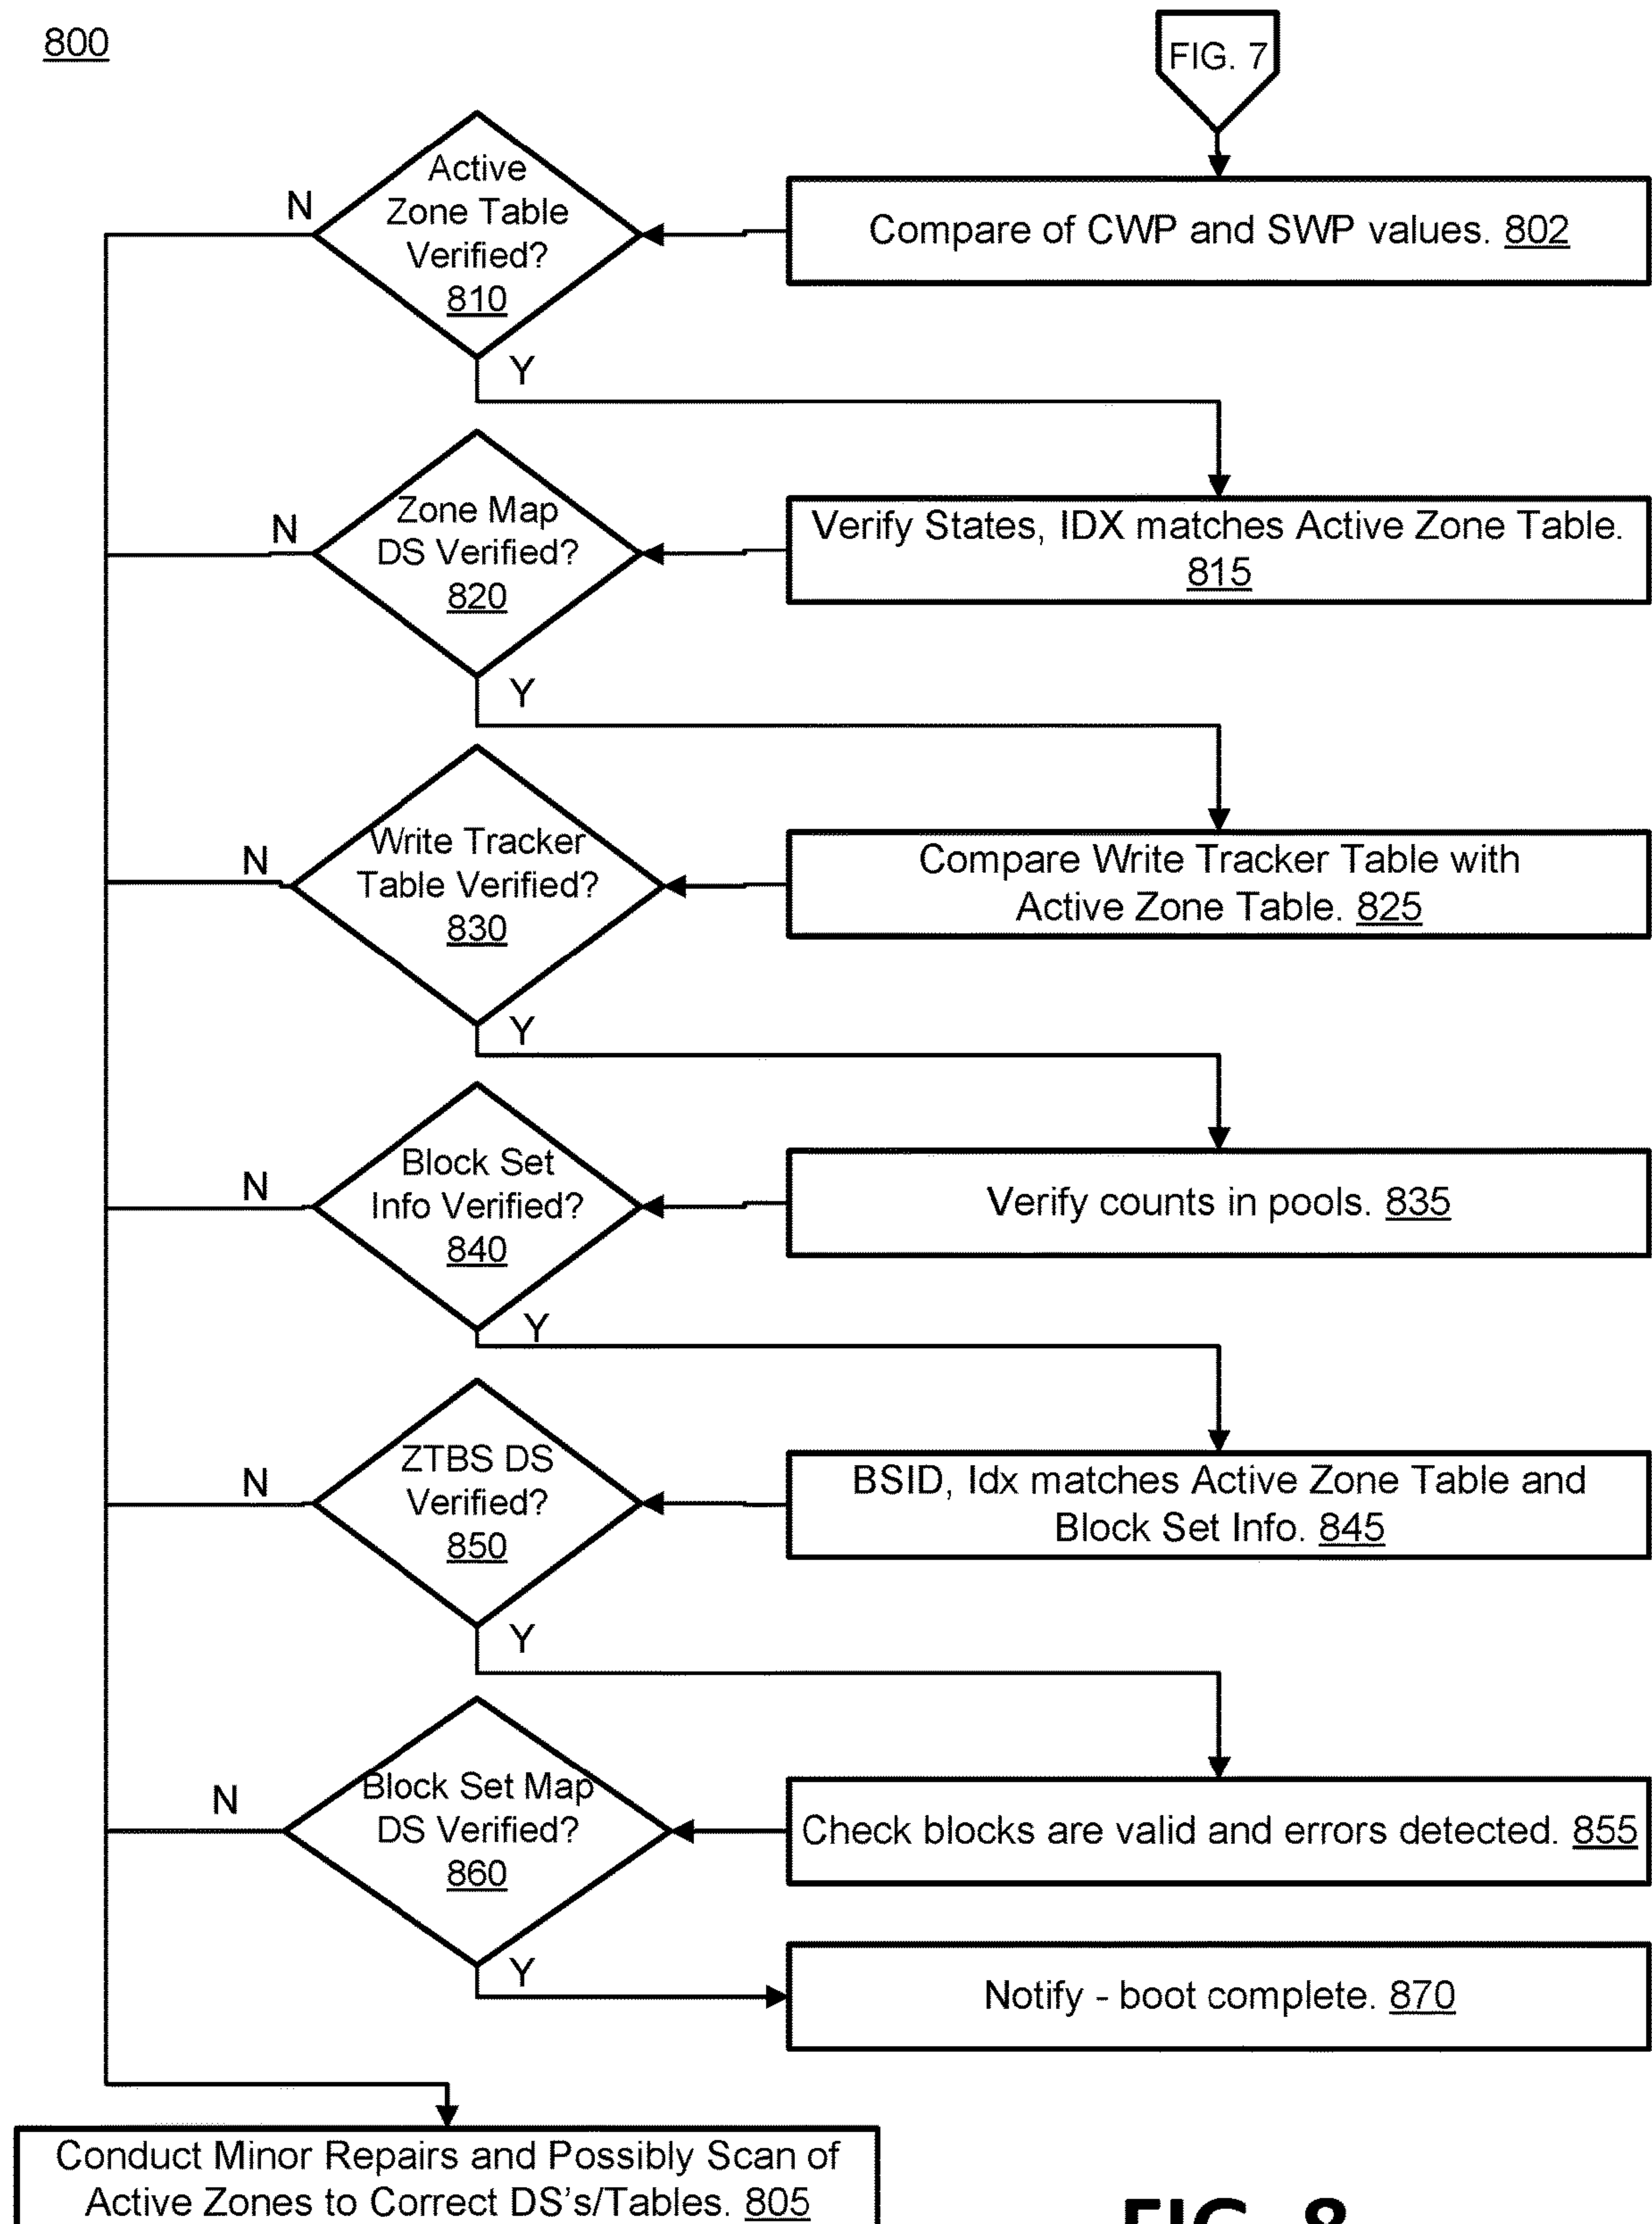 800
FIG. 7
Compare of CWP and SWP values. 802
Active
Zone Table
Verified?
810
N
Y
Verify States, IDX matches Active Zone Table.
815
Zone Map
DS Verified?
820
N
Y
Compare Write Tracker Table with
Active Zone Table. 825
Write Tracker
Table Verified?
830
N
Y
Verify counts in pools. 835
Block Set
Info Verified?
840
N
Y
BSID, Idx matches Active Zone Table and
Block Set Info. 845
ZTBS DS
Verified?
850
N
Y
Check blocks are valid and errors detected. 855
Block Set Map
DS Verified?
860
N
Y
Notify - boot complete. 870
Conduct Minor Repairs and Possibly Scan of
Active Zones to Correct DS's/Tables. 805
FIG. 8